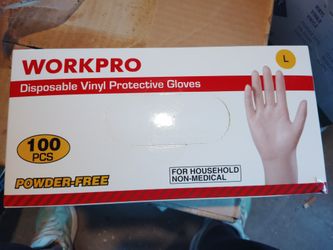 WORKPRO
L
Disposable Vinyl Protective Gloves
100
PCS
POWDER-FREE
FOR HOUSEHOLD
NON-MEDICAL